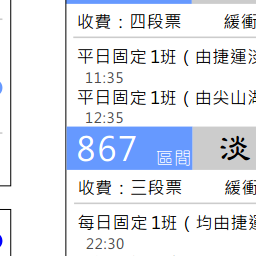 收費：四段票 緩衝
平日固定1班（由捷運淡
11:35
平日固定1班（由尖山湖
12:35
867 區間 淡
收費：三段票 緩衝
每日固定1班（均由捷運
22:30